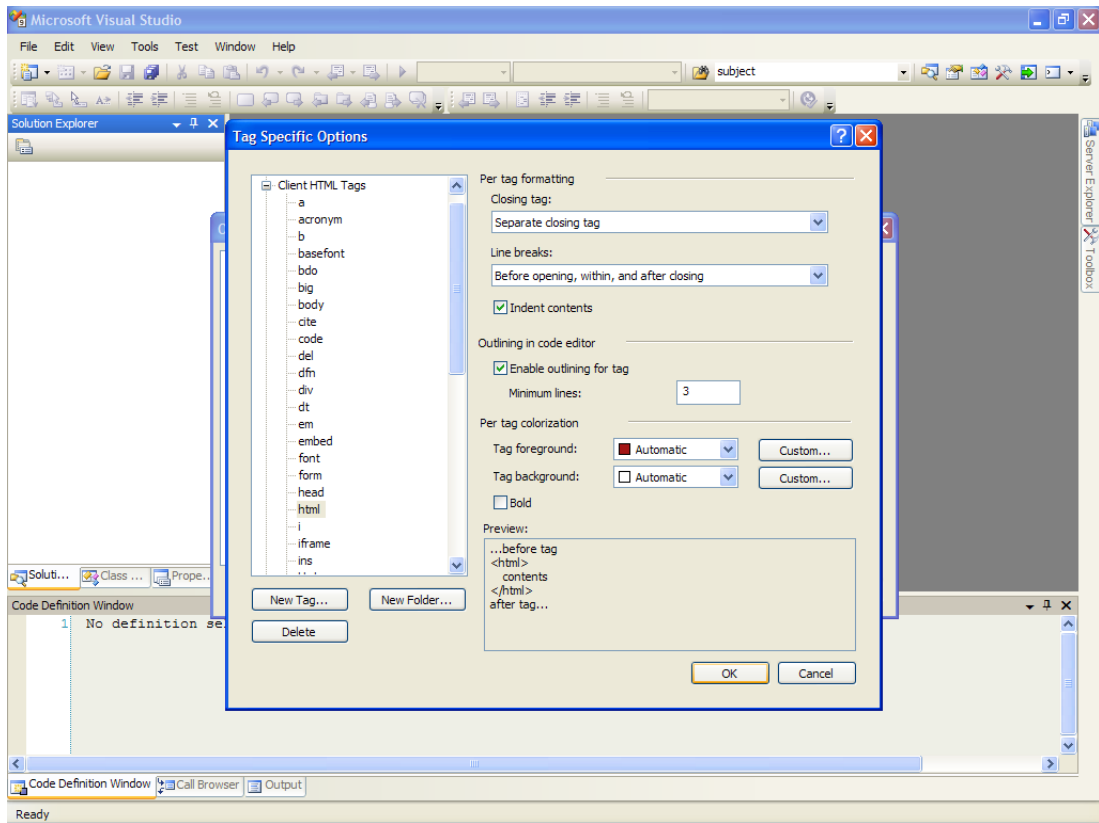 Microsoft Visual Studio
File Edit View Tools Test Window Help
subject
Solution Explorer
Tag Specific Options
Server Explorer
Toolbox
Client HTML Tags
a
acronym
b
basefont
bdo
big
body
cite
code
del
dfn
div
dt
em
embed
font
form
head
html
i
iframe
ins
Per tag formatting
Closing tag:
Separate closing tag
Line breaks:
Before opening, within, and after closing
Indent contents
Outlining in code editor
Enable outlining for tag
Minimum lines: 3
Per tag colorization
Tag foreground: Automatic Custom...
Tag background: Automatic Custom...
Bold
Preview:
...before tag
<html>
contents
</html>
after tag...
New Tag... New Folder...
Delete
OK Cancel
Soluti... Class ... Prope...
Code Definition Window
1 No definition se
Code Definition Window Call Browser Output
Ready